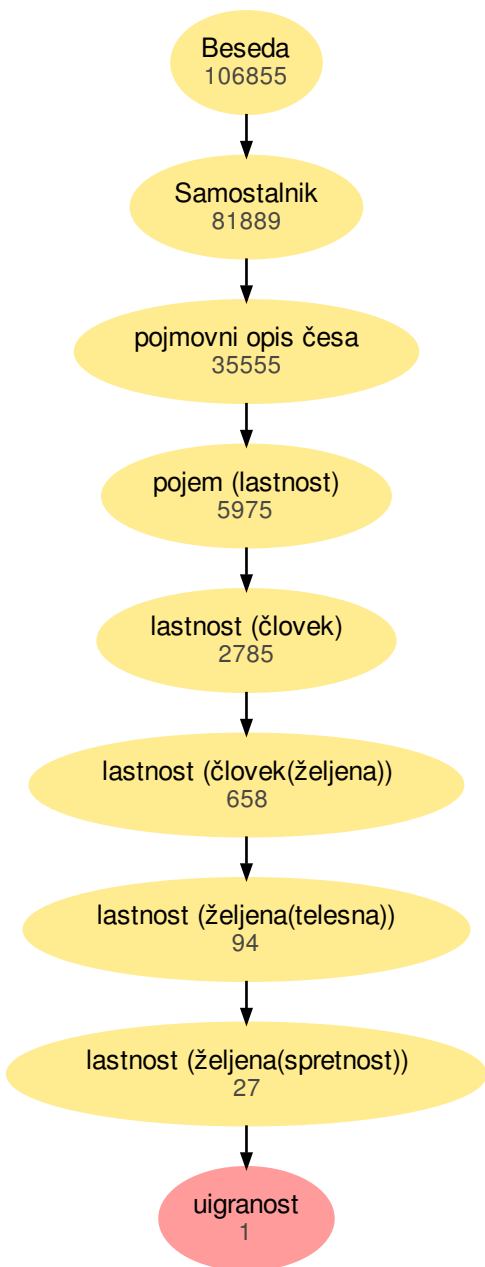 Beseda
106855
Samostalnik
81889
pojmovni opis česa
35555
pojem (lastnost)
5975
lastnost (človek)
2785
lastnost (človek(željena))
658
lastnost (željena(telesna))
94
lastnost (željena(spretnost))
27
uigranost
1